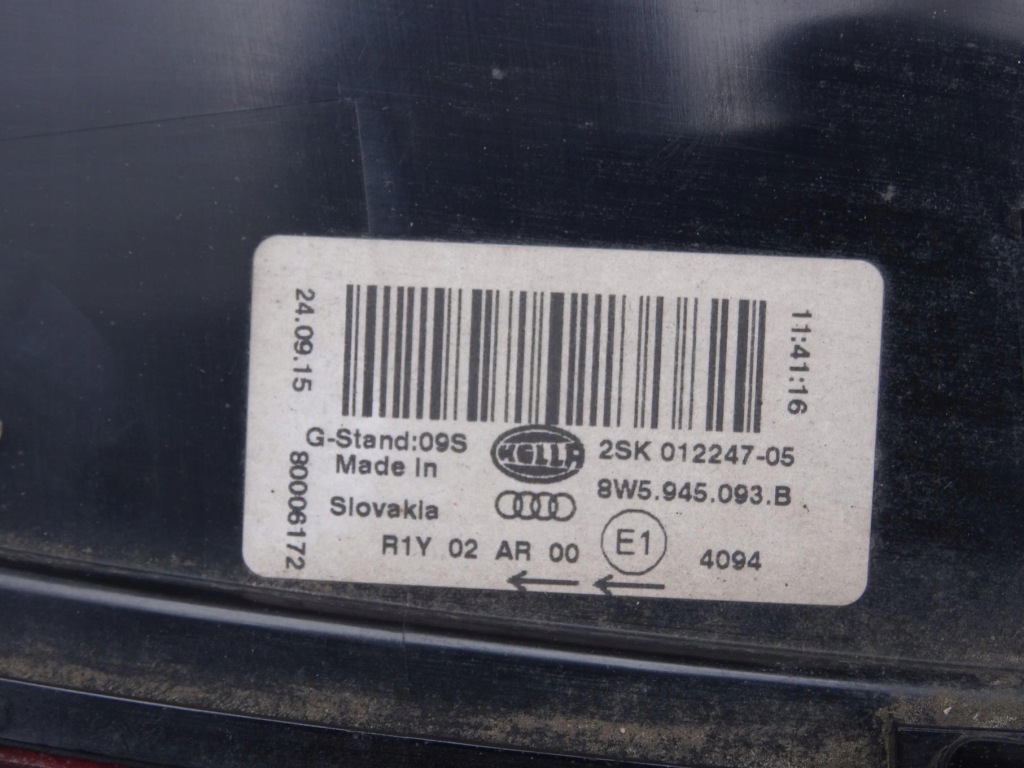 24.09.15
11:41:16
G-Stand:09S
HELLA
2SK 012247-05
Made in
8W5.945.093.B
Slovakia
80006172
R1Y 02 AR 00 E1 4094